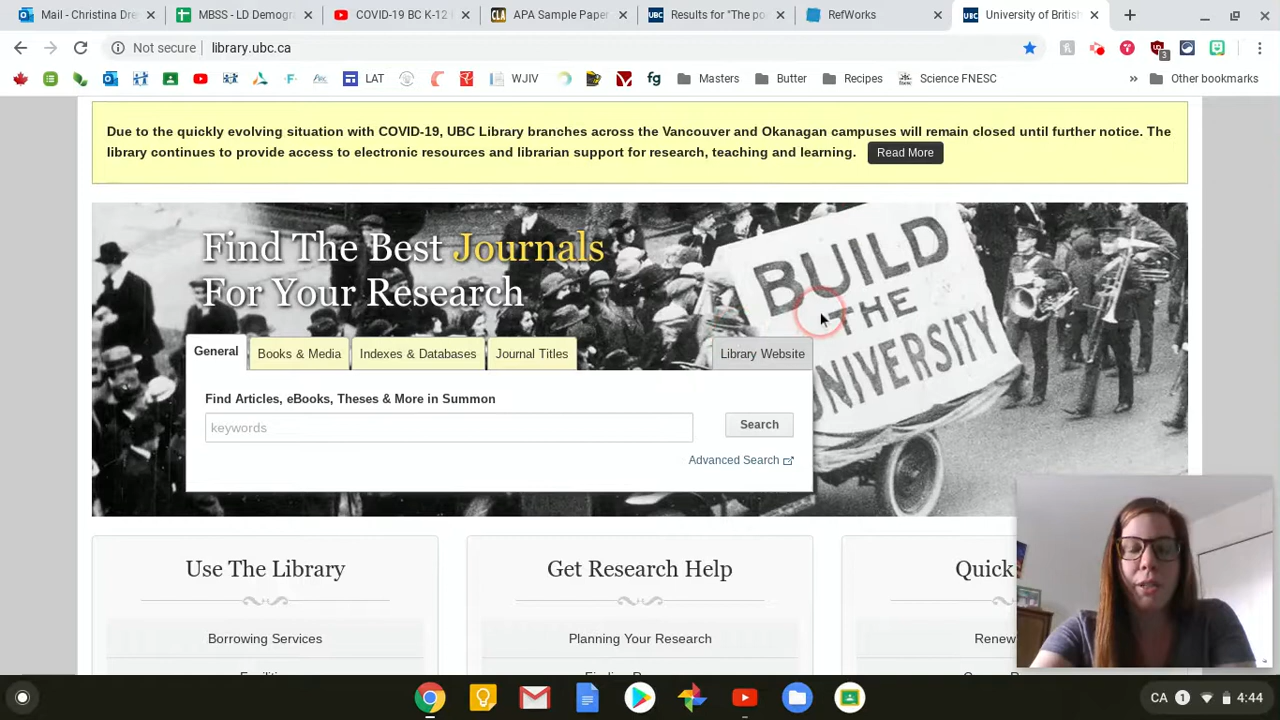 Mail - Christina Dre
MBSS - LD Demogra
COVID-19 BC K-12
APA Sample Paper
Results for "The po
RefWorks
University of British
Not secure | library.ubc.ca
3
LAT
WJIV
fg
Masters
Butter
Recipes
Science FNESC
» Other bookmarks
Due to the quickly evolving situation with COVID-19, UBC Library branches across the Vancouver and Okanagan campuses will remain closed until further notice. The
library continues to provide access to electronic resources and librarian support for research, teaching and learning. Read More
Find The Best Journals
For Your Research
BUILD
THE
UNIVERSITY
General
Books & Media
Indexes & Databases
Journal Titles
Library Website
Find Articles, eBooks, Theses & More in Summon
keywords
Search
Advanced Search
Use The Library
Get Research Help
Quick
Borrowing Services
Planning Your Research
Renew
CA 1 4:44